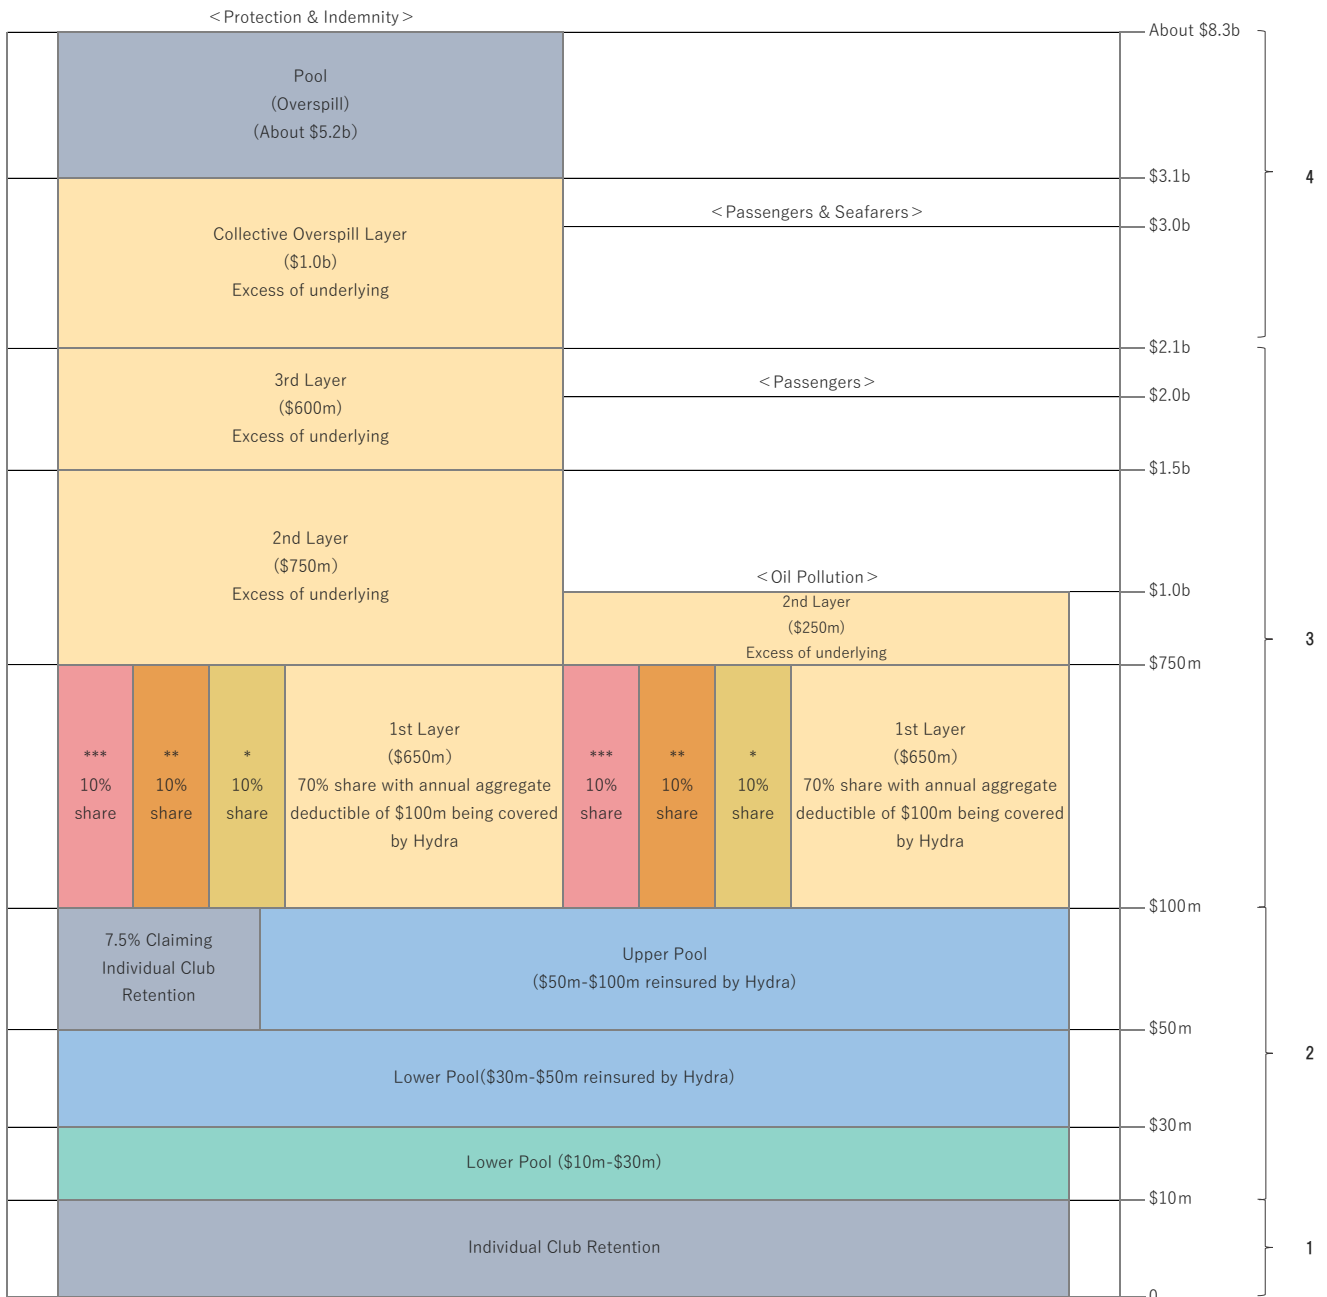 <Protection & Indemnity>
About $8.3b
Pool
(Overspill)
(About $5.2b)
4
$3.1b
<Passengers & Seafarers>
$3.0b
Collective Overspill Layer
($1.0b)
Excess of underlying
$2.1b
3rd Layer
($600m)
Excess of underlying
<Passengers>
$2.0b
$1.5b
2nd Layer
($750m)
Excess of underlying
<Oil Pollution>
$1.0b
2nd Layer
($250m)
Excess of underlying
3
$750m
***
10%
share
**
10%
share
*
10%
share
1st Layer
($650m)
70% share with annual aggregate
deductible of $100m being covered
by Hydra
***
10%
share
**
10%
share
*
10%
share
1st Layer
($650m)
70% share with annual aggregate
deductible of $100m being covered
by Hydra
$100m
7.5% Claiming
Individual Club
Retention
Upper Pool
($50m-$100m reinsured by Hydra)
$50m
2
Lower Pool($30m-$50m reinsured by Hydra)
$30m
Lower Pool ($10m-$30m)
$10m
Individual Club Retention
1
0